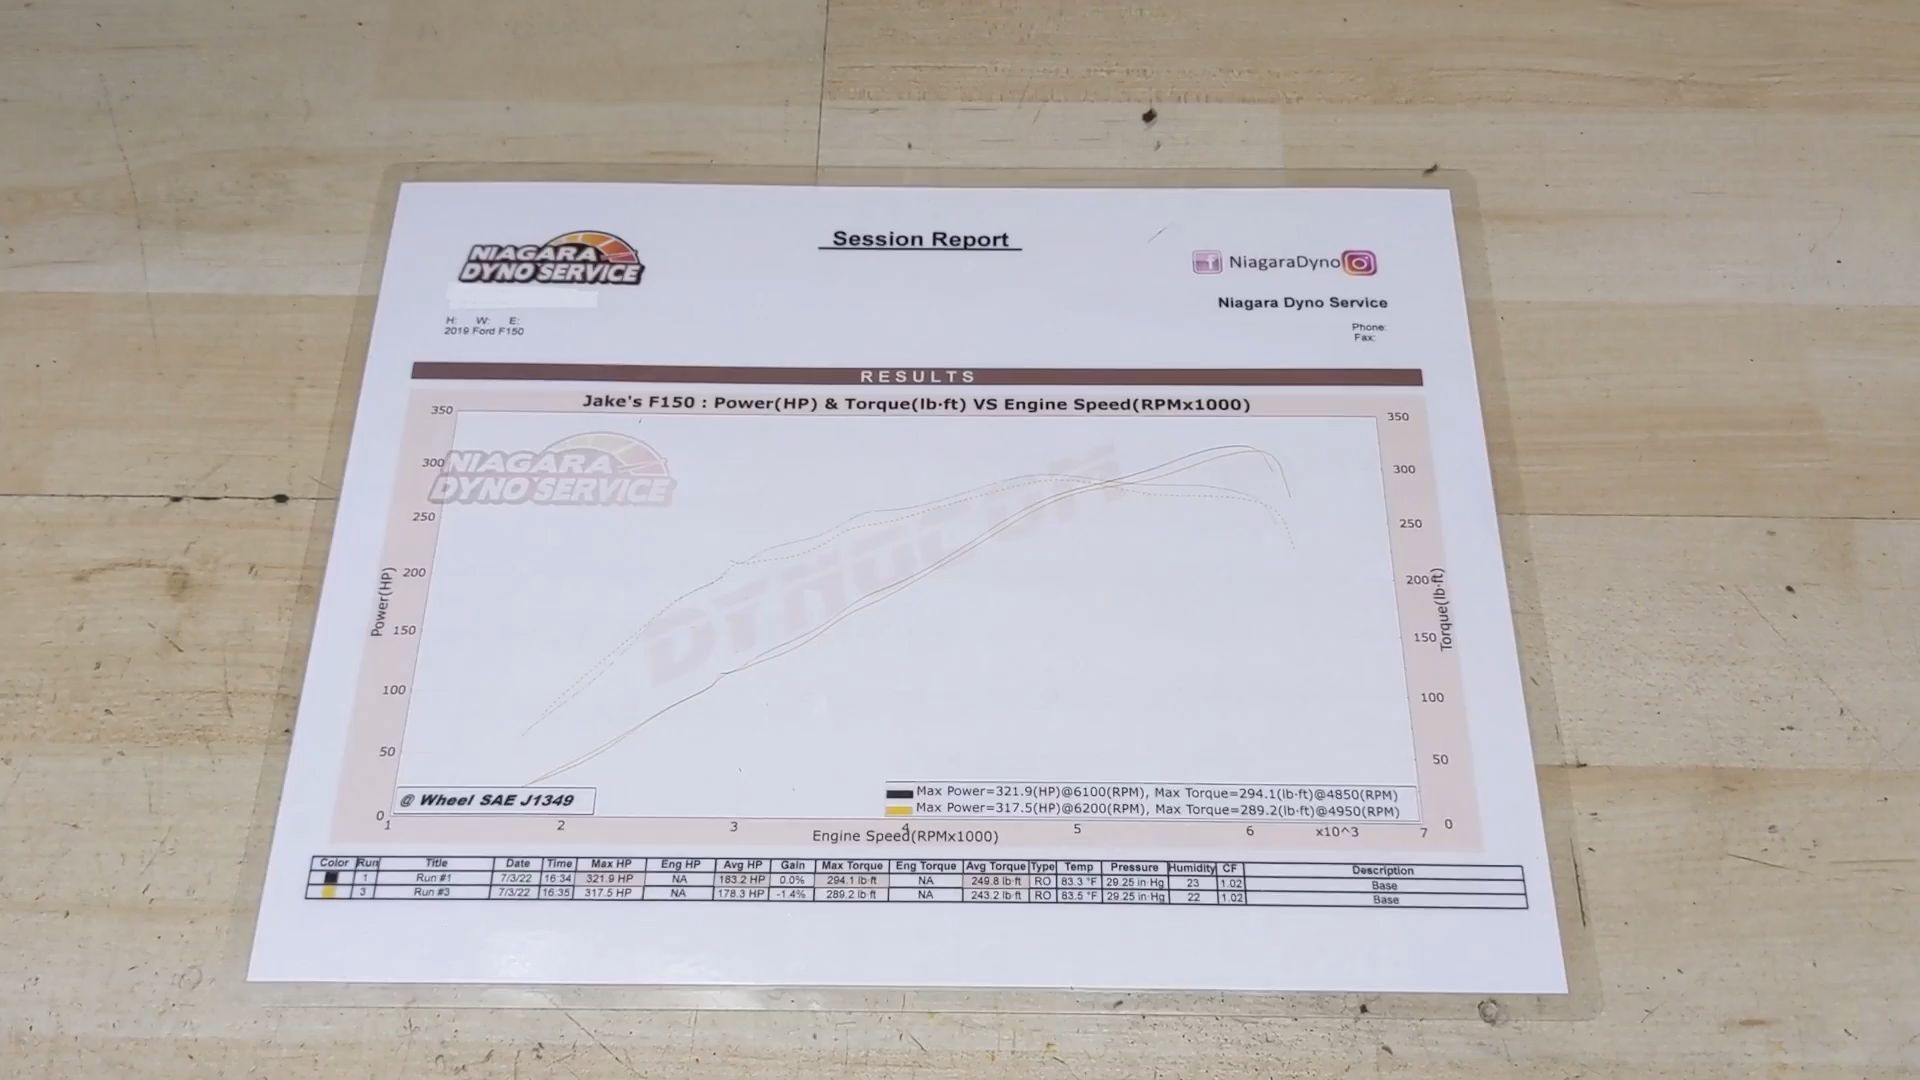 Session Report
NIAGARA
DYNO SERVICE
NiagaraDyno
Niagara Dyno Service
H: W: E:
2019 Ford F150
Phone:
Fax:
RESULTS
Jake's F150 : Power(HP) & Torque(lb·ft) VS Engine Speed(RPMx1000)
NIAGARA
DYNO SERVICE
350
300
250
200
150
100
50
0
Power(HP)
350
300
250
200
150
100
50
0
Torque(lb·ft)
@ Wheel SAE J1349
Max Power=321.9(HP)@6100(RPM), Max Torque=294.1(lb·ft)@4850(RPM)
Max Power=317.5(HP)@6200(RPM), Max Torque=289.2(lb·ft)@4950(RPM)
1 2 3 4 5 6 x10^3 7
Engine Speed(RPMx1000)
Color Run Title Date Time Max HP Eng HP Avg HP Gain Max Torque Eng Torque Avg Torque Type Temp Pressure Humidity CF Description
1 Run #1 7/3/22 16:34 321.9 HP NA 183.2 HP 0.0% 294.1 lb·ft NA 249.8 lb·ft RO 83.3 °F 29.25 in·Hg 23 1.02 Base
3 Run #3 7/3/22 16:35 317.5 HP NA 178.3 HP -1.4% 289.2 lb·ft NA 243.2 lb·ft RO 83.5 °F 29.25 in·Hg 22 1.02 Base